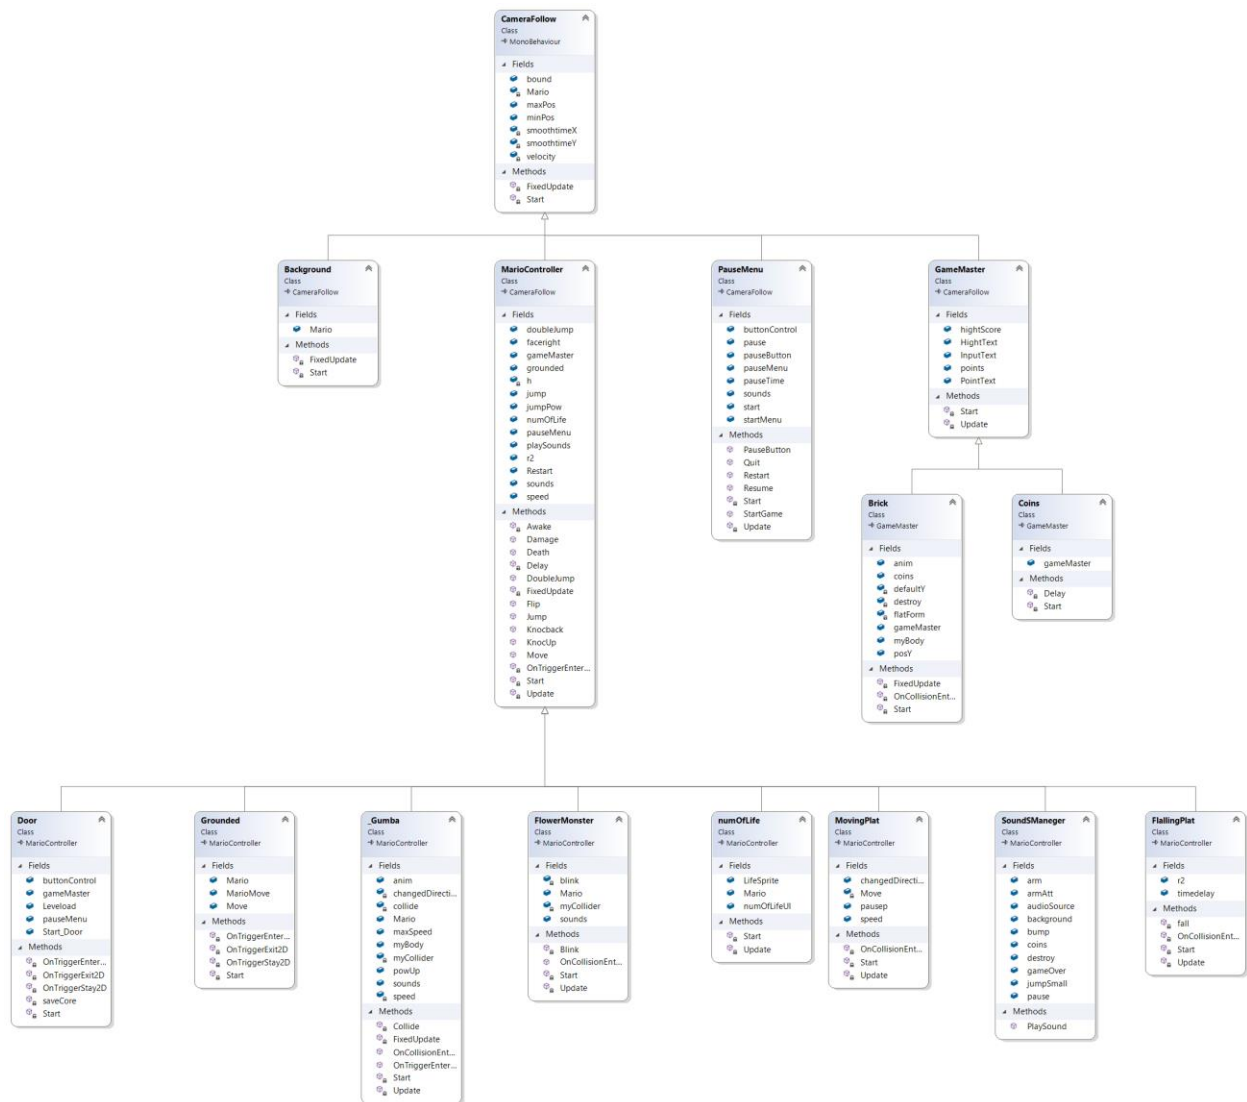 CameraFollow
Class
MonoBehaviour
Fields
bound
Mario
maxPos
minPos
smoothtimeX
smoothtimeY
velocity
Methods
FixedUpdate
Start
Background
Class
CameraFollow
Fields
Mario
Methods
FixedUpdate
Start
MarioController
Class
CameraFollow
Fields
doubleJump
faceright
gameMaster
grounded
h
jump
jumpPow
numOfLife
pauseMenu
playSounds
r2
Restart
sounds
speed
Methods
Awake
Damage
Death
Delay
DoubleJump
FixedUpdate
Flip
Jump
Knocback
KnocUp
Move
OnTriggerEnter...
Start
Update
PauseMenu
Class
CameraFollow
Fields
buttonControl
pause
pauseButton
pauseMenu
pauseTime
sounds
start
startMenu
Methods
PauseButton
Quit
Restart
Resume
Start
StartGame
Update
GameMaster
Class
CameraFollow
Fields
hightScore
HightText
InputText
points
PointText
Methods
Start
Update
Brick
Class
GameMaster
Fields
anim
coins
defaultY
destroy
flatForm
gameMaster
myBody
posY
Methods
FixedUpdate
OnCollisionEnt...
Start
Coins
Class
GameMaster
Fields
gameMaster
Methods
Delay
Start
Door
Class
MarioController
Fields
buttonControl
gameMaster
Leveload
pauseMenu
Start_Door
Methods
OnTriggerEnter...
OnTriggerExit2D
OnTriggerStay2D
saveCore
Start
Grounded
Class
MarioController
Fields
Mario
MarioMove
Move
Methods
OnTriggerEnter...
OnTriggerExit2D
OnTriggerStay2D
Start
_Gumba
Class
MarioController
Fields
anim
changedDirecti...
collide
Mario
maxSpeed
myBody
myCollider
powUp
sounds
speed
Methods
Collide
FixedUpdate
OnCollisionEnt...
OnTriggerEnter...
Start
Update
FlowerMonster
Class
MarioController
Fields
blink
Mario
myCollider
sounds
Methods
Blink
OnCollisionEnt...
Start
Update
numOfLife
Class
MarioController
Fields
LifeSprite
Mario
numOfLifeUI
Methods
Start
Update
MovingPlat
Class
MarioController
Fields
changedDirecti...
Move
pausep
speed
Methods
OnCollisionEnt...
Start
Update
SoundSManeger
Class
MarioController
Fields
arm
armAtt
audioSource
background
bump
coins
destroy
gameOver
jumpSmall
pause
Methods
PlaySound
FlallingPlat
Class
MarioController
Fields
r2
timedelay
Methods
fall
OnCollisionEnt...
Start
Update